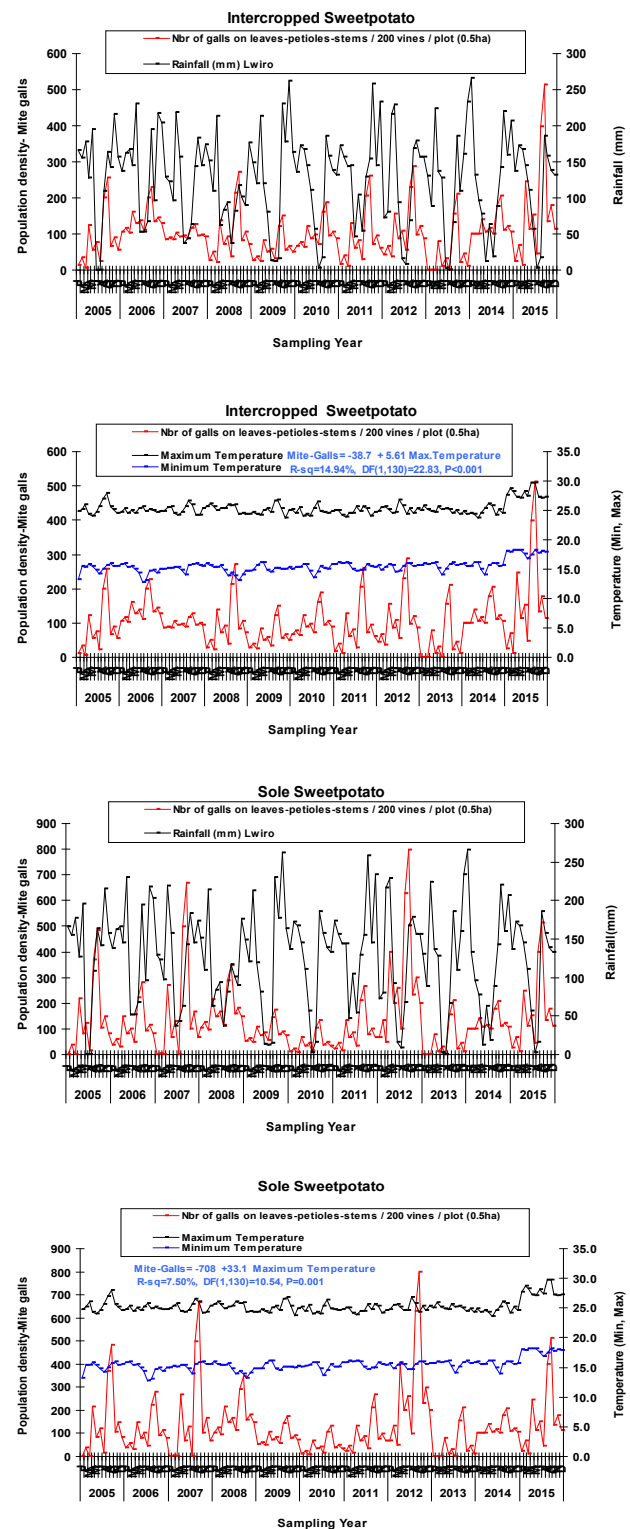 Intercropped Sweetpotato
Nbr of galls on leaves-petioles-stems / 200 vines / plot (0.5ha)
Rainfall (mm) Lwiro
Population density- Mite galls
600
500
400
300
200
100
0
300
250
200
150
100
50
0
Rainfall (mm)
2005 2006 2007 2008 2009 2010 2011 2012 2013 2014 2015
Sampling Year
Intercropped Sweetpotato
Nbr of galls on leaves-petioles-stems / 200 vines / plot (0.5ha)
Maximum Temperature Mite-Galls= -38.7 + 5.61 Max.Temperature
Minimum Temperature R-sq=14.94%, DF(1,130)=22.83, P<0.001
Population density-Mite galls
600
500
400
300
200
100
0
35.0
30.0
25.0
20.0
15.0
10.0
5.0
0.0
Temperature (Min, Max)
2005 2006 2007 2008 2009 2010 2011 2012 2013 2014 2015
Sampling Year
Sole Sweetpotato
Nbr of galls on leaves-petioles-stems / 200 vines / plot (0.5ha)
Rainfall (mm) Lwiro
Population density-Mite galls
900
800
700
600
500
400
300
200
100
0
300
250
200
150
100
50
0
Rainfall(mm)
2005 2006 2007 2008 2009 2010 2011 2012 2013 2014 2015
Sampling Year
Sole Sweetpotato
Nbr of galls on leaves-petioles-stems / 200 vines / plot (0.5ha)
Maximum Temperature
Minimum Temperature
Mite-Galls= -708 +33.1 Maximum Temperature
R-sq=7.50%, DF(1,130)=10.54, P=0.001
Population density-Mite galls
900
800
700
600
500
400
300
200
100
0
35.0
30.0
25.0
20.0
15.0
10.0
5.0
0.0
Temperature (Min, Max)
2005 2006 2007 2008 2009 2010 2011 2012 2013 2014 2015
Sampling Year